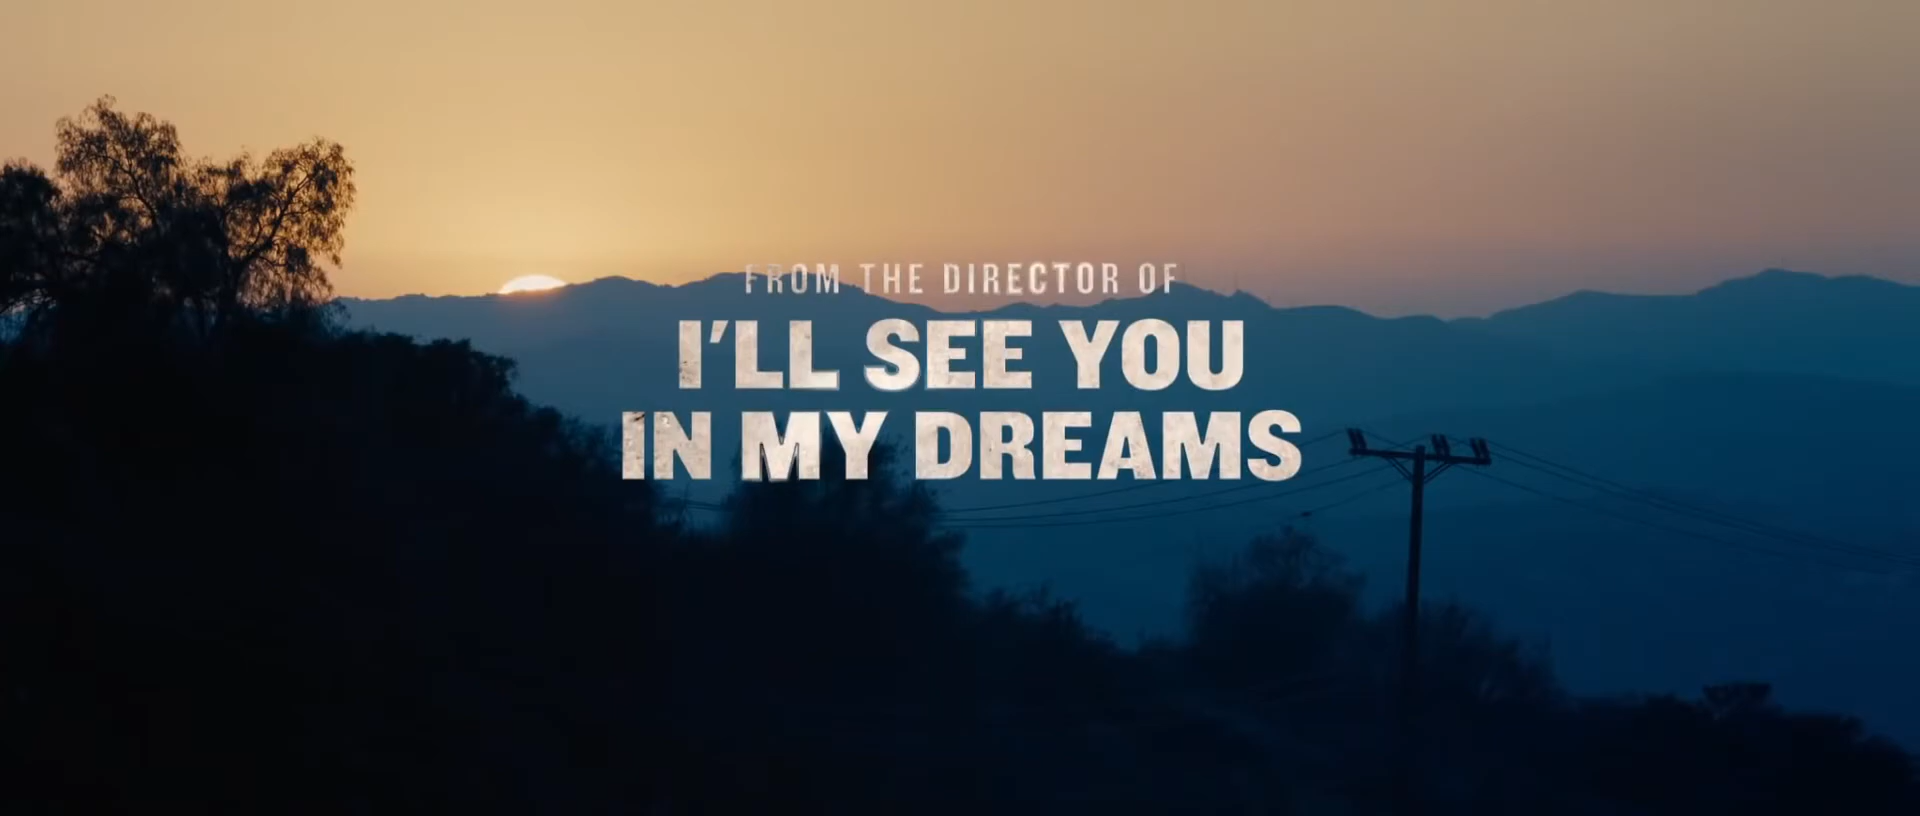 FROM THE DIRECTOR OF
I'LL SEE YOU
IN MY DREAMS